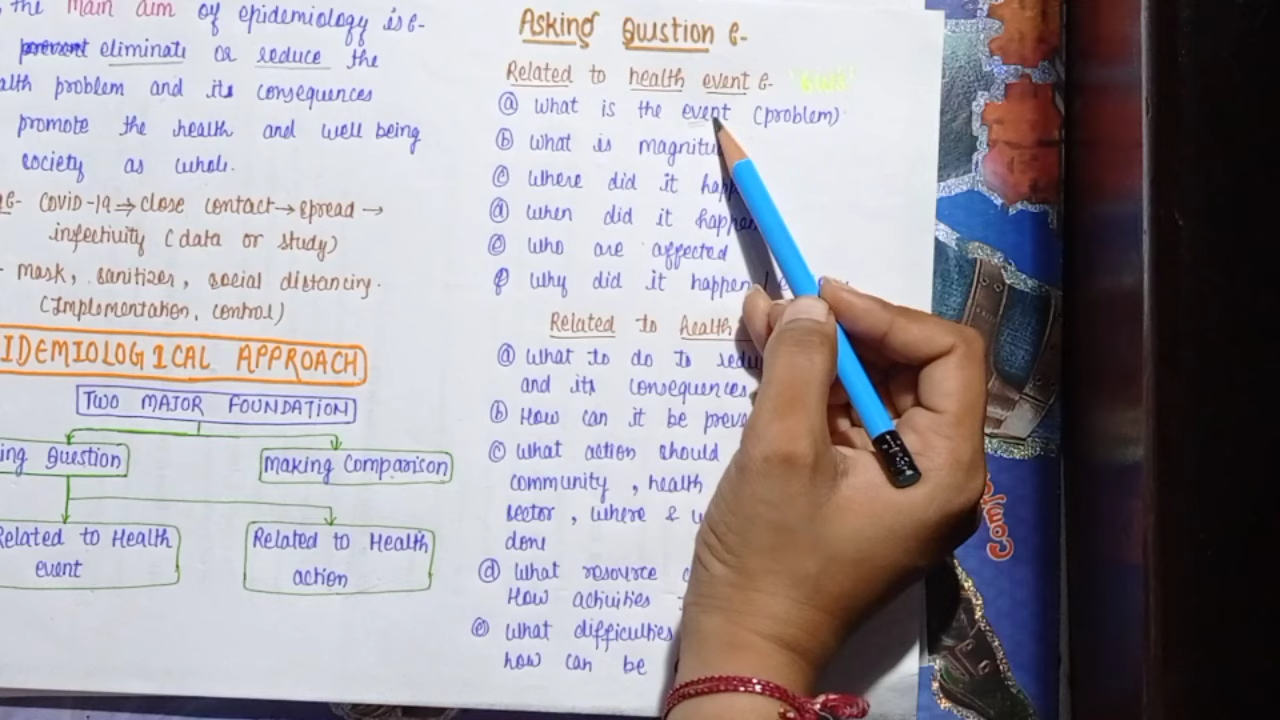 the main aim of epidemiology is :-
prevent eliminate or reduce the
alth problem and its consequences
promote the health and well being
society as whole.
G:- Covid-19 ⇒ close contact → spread →
infectivity (data or study)
- mask, sanitizer, social distancing.
(Implementation, control)
IDEMIOLOGICAL APPROACH
TWO MAJOR FOUNDATION
ing Question
Making Comparison
Related to Health
event
Related to Health
action
Asking Qustion :-
Related to health event :-
(a) What is the event (problem).
(b) What is magnitu
(c) Where did it happ
(d) when did it happen
(e) Who are affected
(f) Why did it happen
Related to health
(a) What to do to redu
and its consequences
(b) How can it be prev
(c) What action should
community, health
sector, where & w
done
(d) What resource
How activities
(e) What difficulties
how can be